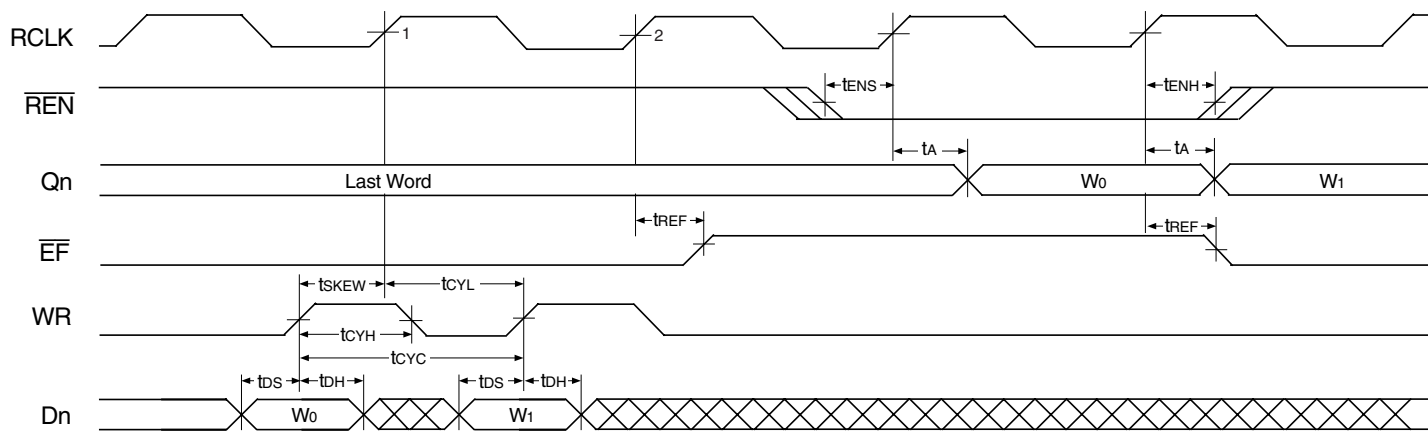 RCLK 1 2
REN tENS tENH
tA tA
Qn Last Word W0 W1
tREF tREF
EF
tSKEW tCYL
WR
tCYH
tCYC
tDS tDH tDS tDH
Dn W0 W1